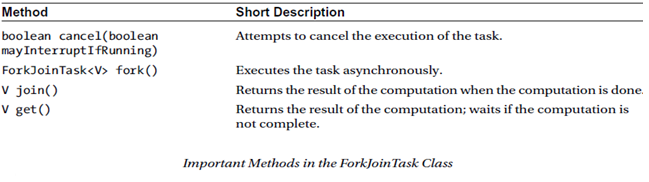 Method Short Description
boolean cancel(boolean Attempts to cancel the execution of the task.
mayInterruptIfRunning)
ForkJoinTask<V> fork() Executes the task asynchronously.
V join() Returns the result of the computation when the computation is done.
V get() Returns the result of the computation; waits if the computation is
not complete.
Important Methods in the ForkJoinTask Class